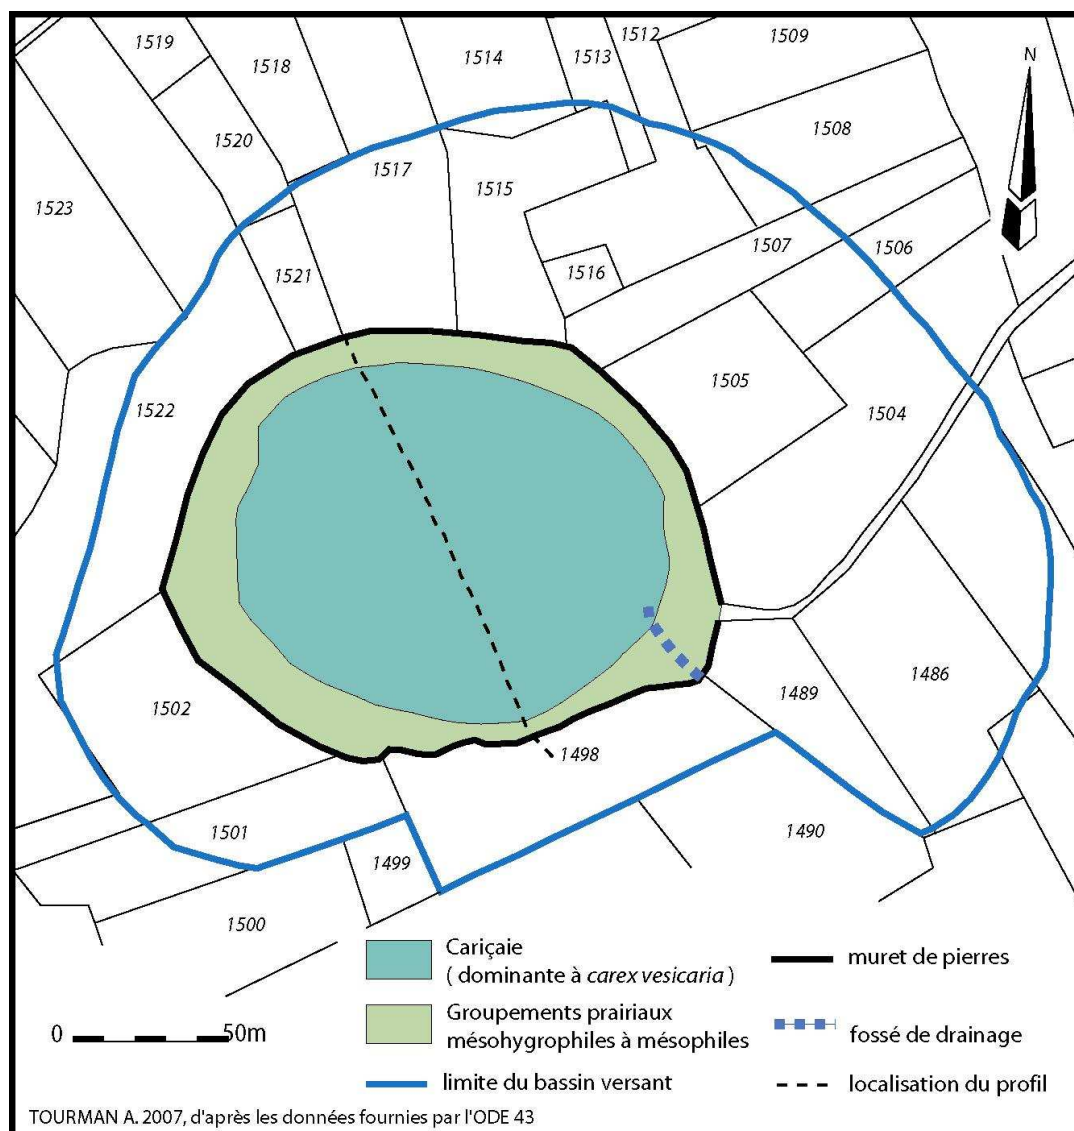 1519
1518
1514
1513
1512
1509
N
1508
1520
1517
1515
1523
1507
1506
1521
1516
1505
1522
1504
1502
1498
1489
1486
1501
1499
1490
1500
Cariçaie
( dominante à carex vesicaria )
muret de pierres
Groupements prairiaux
mésohygrophiles à mésophiles
fossé de drainage
0 50m
limite du bassin versant
localisation du profil
TOURMAN A. 2007, d'après les données fournies par l'ODE 43